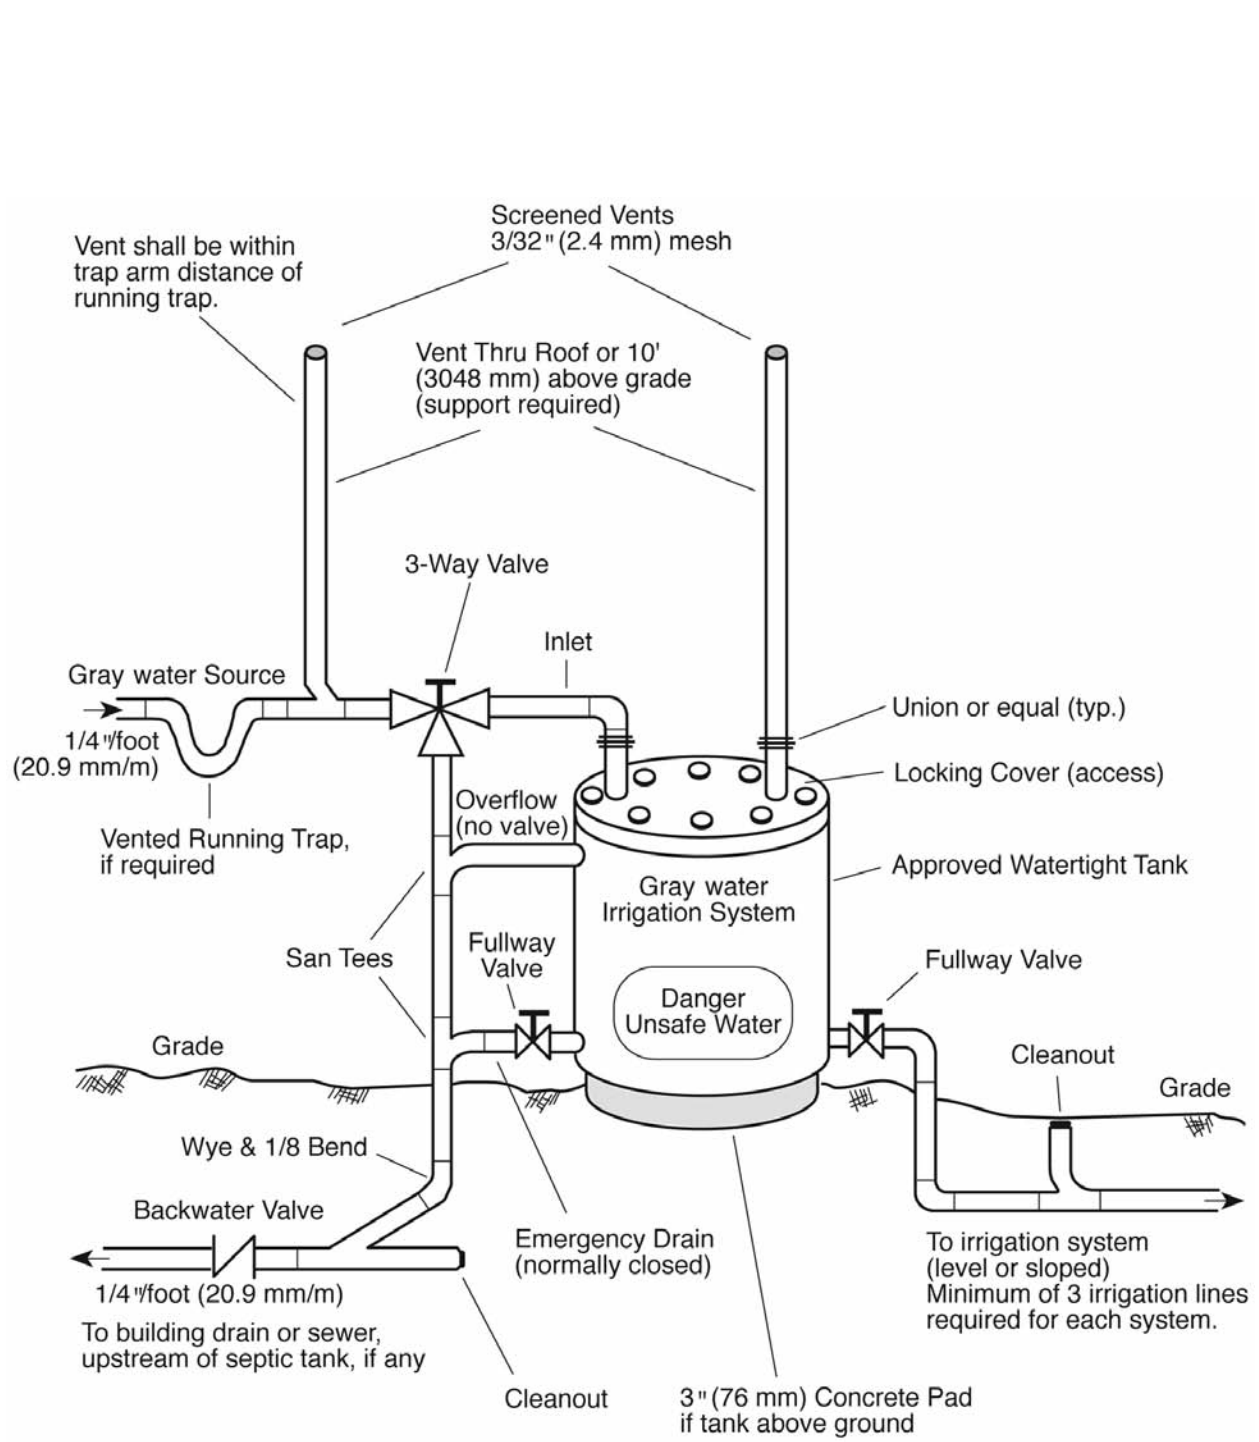 Screened Vents
3/32" (2.4 mm) mesh
Vent shall be within
trap arm distance of
running trap.
Vent Thru Roof or 10'
(3048 mm) above grade
(support required)
3-Way Valve
Inlet
Gray water Source
1/4"/foot
(20.9 mm/m)
Union or equal (typ.)
Locking Cover (access)
Overflow
(no valve)
Vented Running Trap,
if required
Approved Watertight Tank
Gray water
Irrigation System
San Tees
Fullway
Valve
Fullway Valve
Danger
Unsafe Water
Grade
Cleanout
Grade
Wye & 1/8 Bend
Backwater Valve
1/4"/foot (20.9 mm/m)
To building drain or sewer,
upstream of septic tank, if any
Emergency Drain
(normally closed)
To irrigation system
(level or sloped)
Minimum of 3 irrigation lines
required for each system.
Cleanout
3" (76 mm) Concrete Pad
if tank above ground